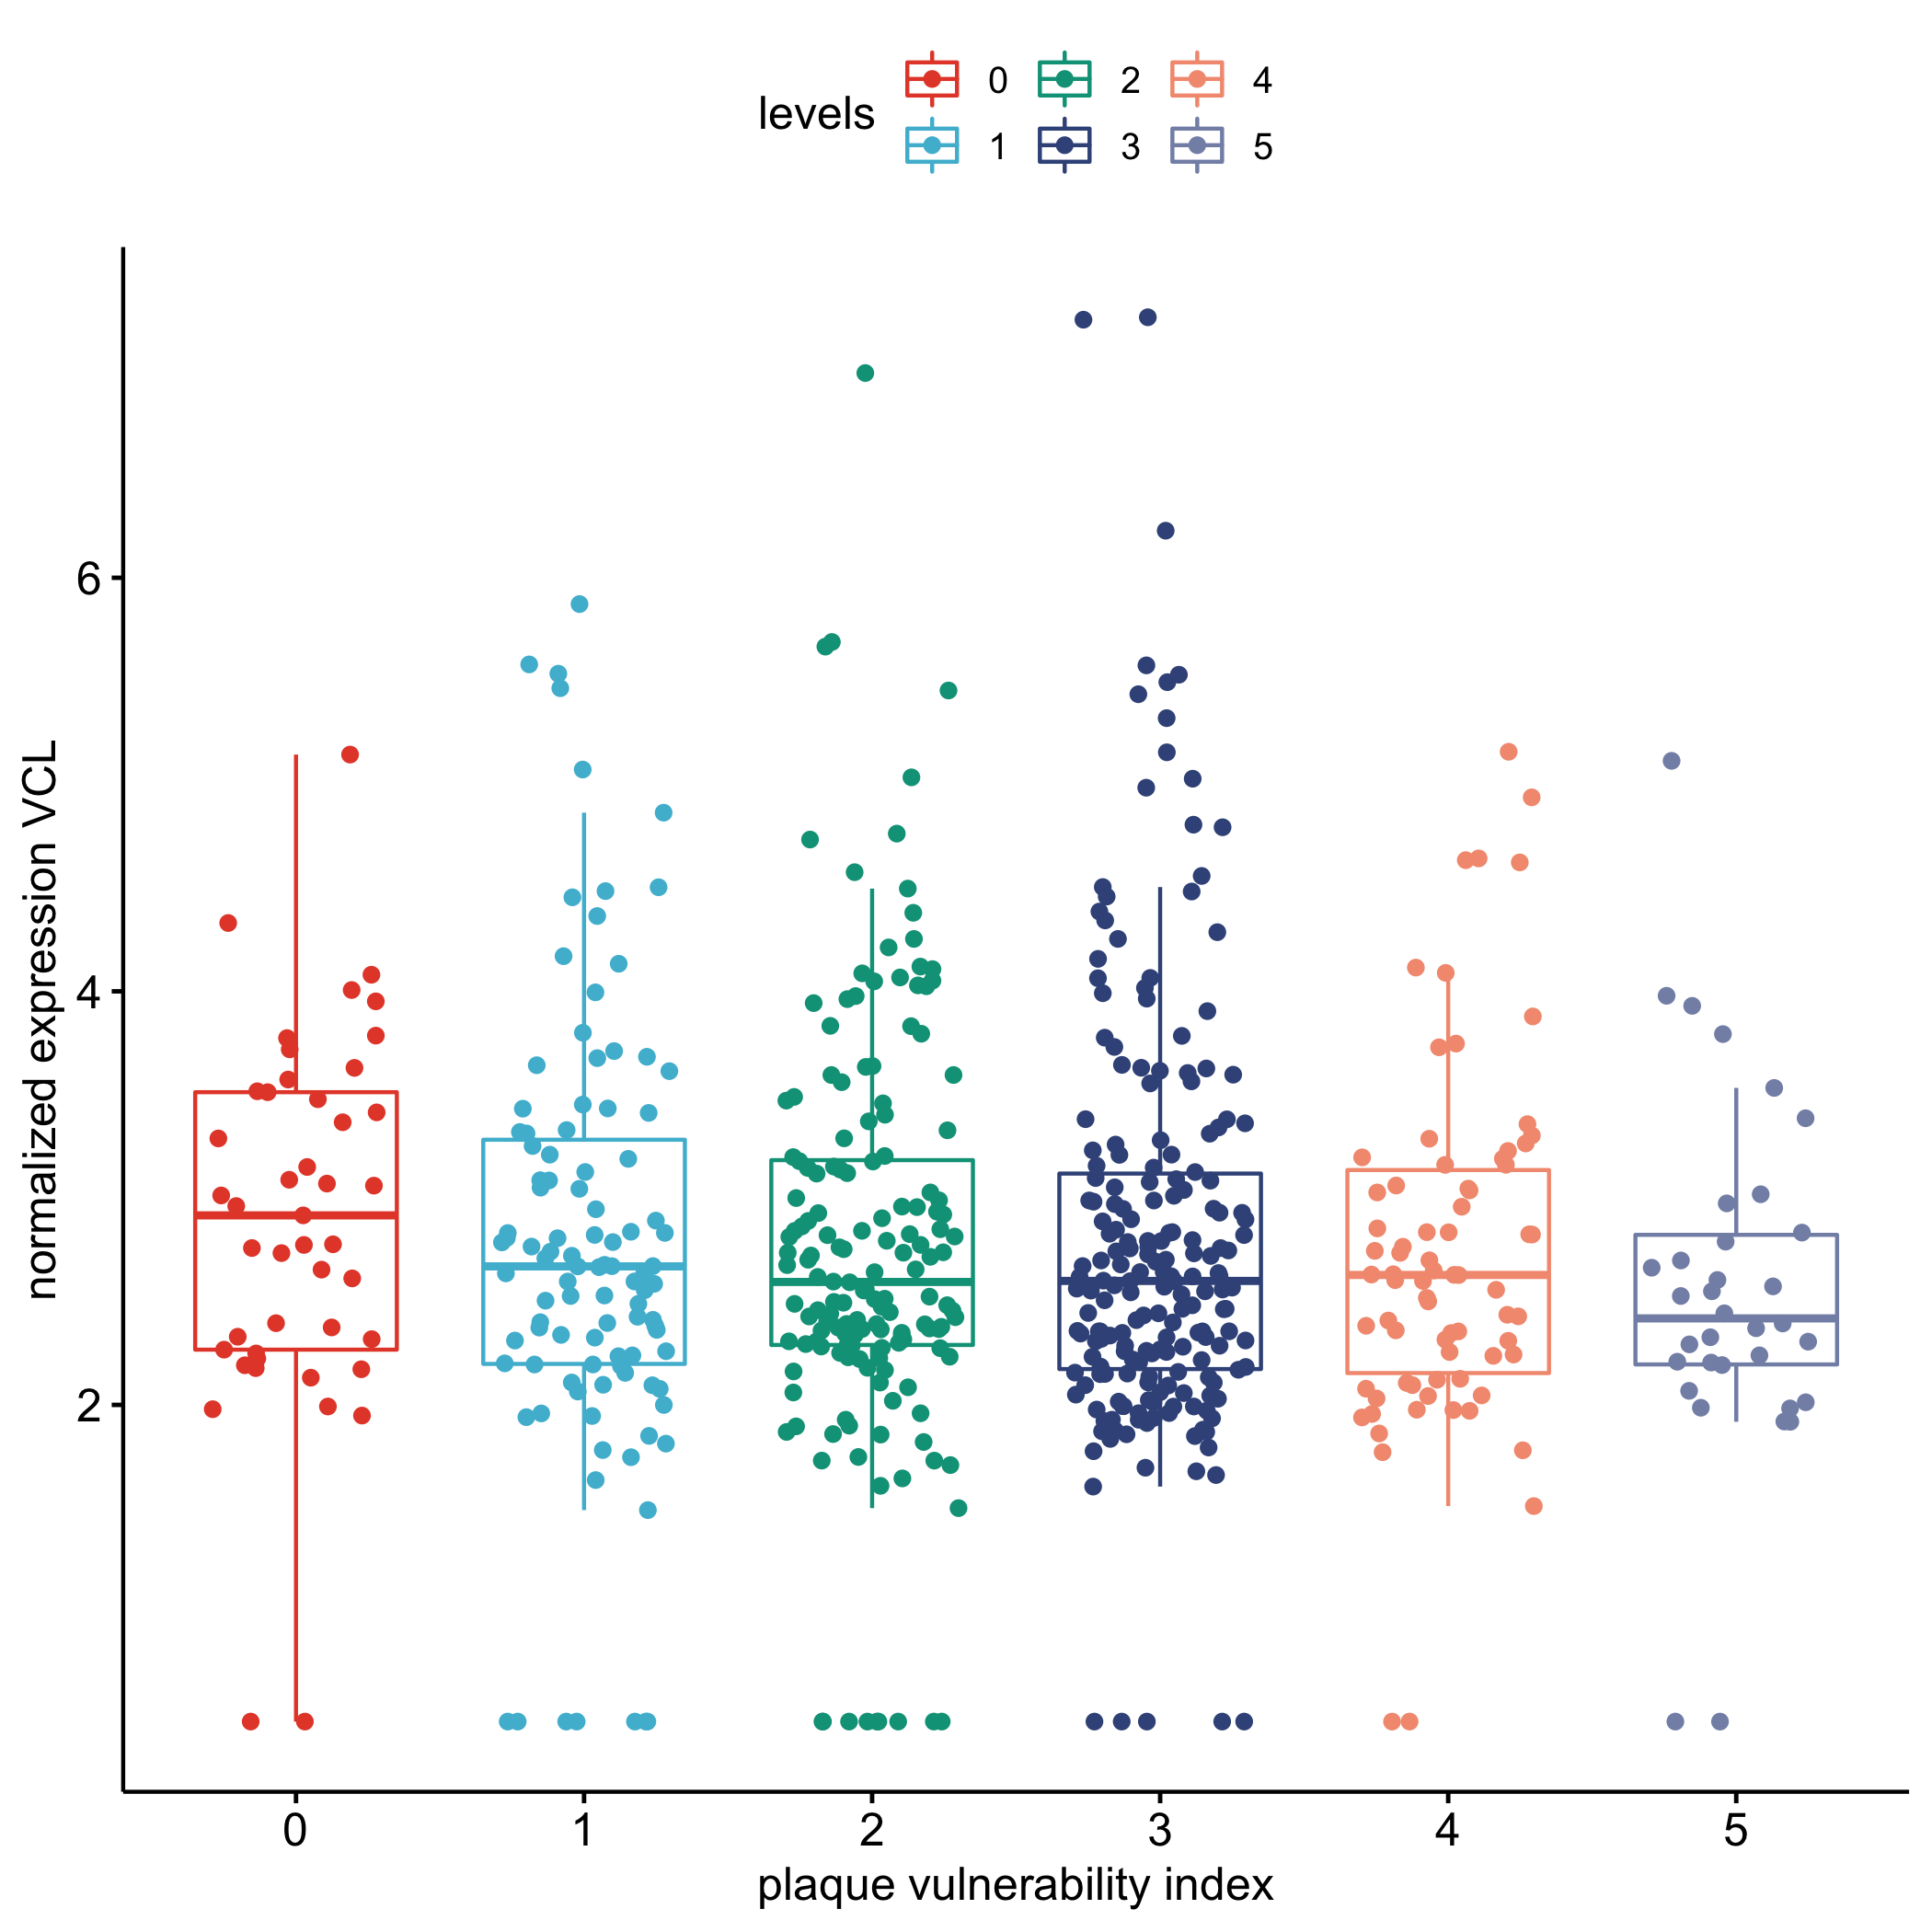 levels
0 2 4
1 3 5
normalized expression VCL
6
4
2
0 1 2 3 4 5
plaque vulnerability index